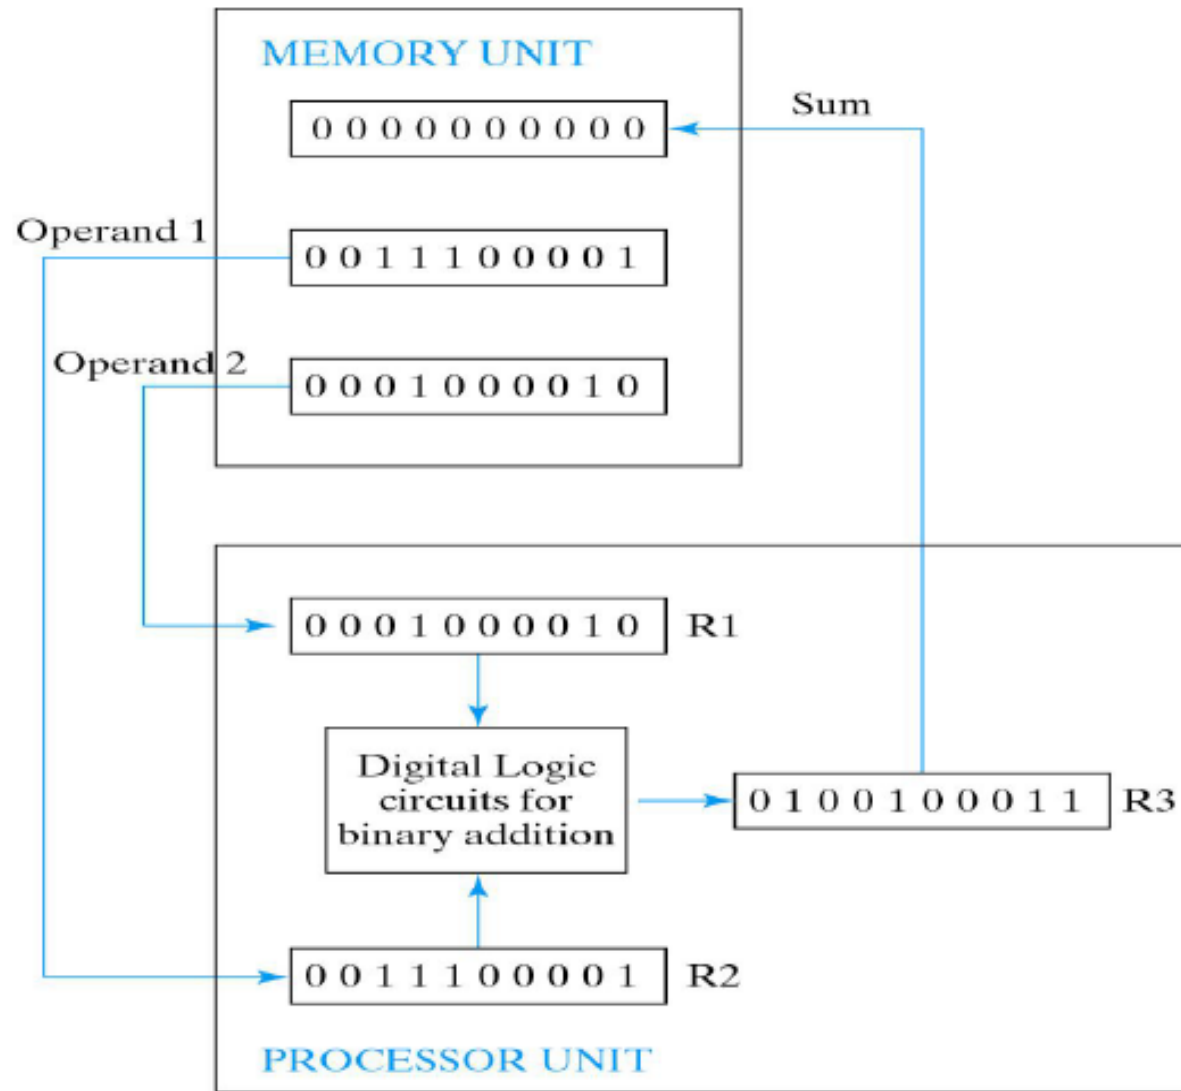 MEMORY UNIT
Sum
0 0 0 0 0 0 0 0 0 0
Operand 1
0 0 1 1 1 0 0 0 0 1
Operand 2
0 0 0 1 0 0 0 0 1 0
0 0 0 1 0 0 0 0 1 0 R1
Digital Logic
circuits for
binary addition
0 1 0 0 1 0 0 0 1 1 R3
0 0 1 1 1 0 0 0 0 1 R2
PROCESSOR UNIT